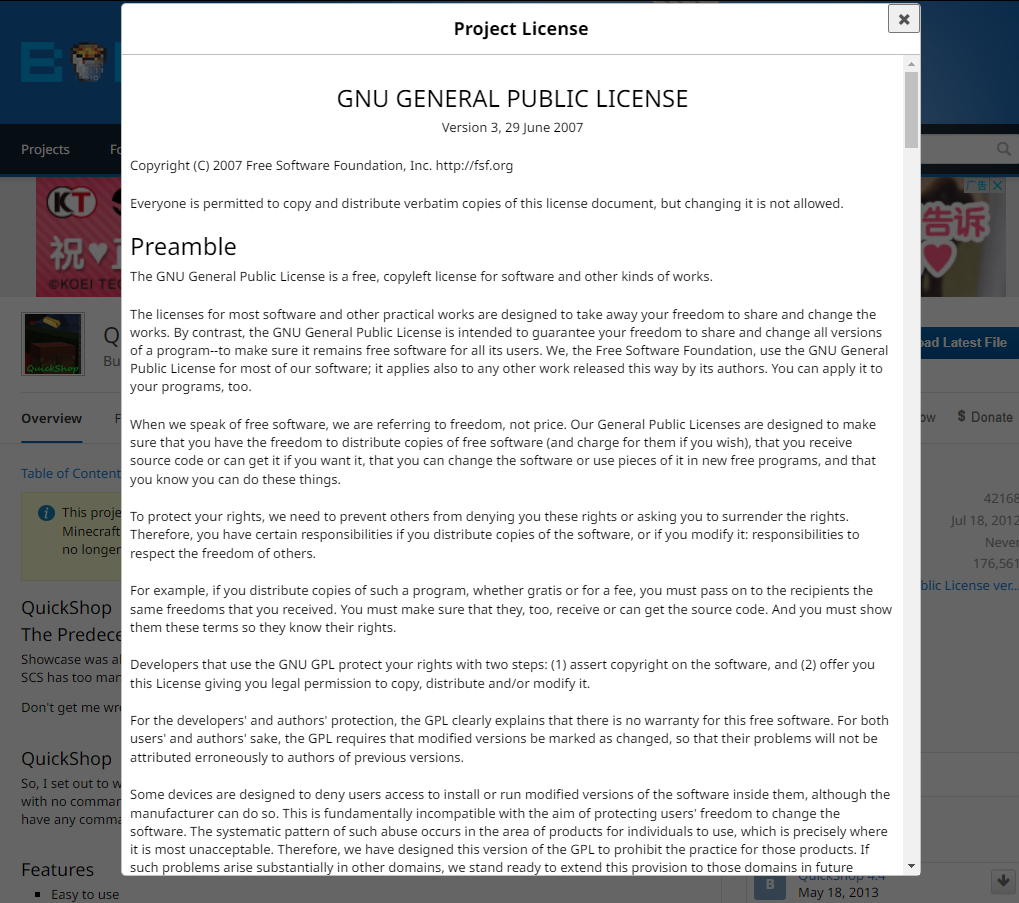 Project License
GNU GENERAL PUBLIC LICENSE
Version 3, 29 June 2007
Copyright (C) 2007 Free Software Foundation, Inc. http://fsf.org
Everyone is permitted to copy and distribute verbatim copies of this license document, but changing it is not allowed.
Preamble
The GNU General Public License is a free, copyleft license for software and other kinds of works.
The licenses for most software and other practical works are designed to take away your freedom to share and change the
works. By contrast, the GNU General Public License is intended to guarantee your freedom to share and change all versions
of a program--to make sure it remains free software for all its users. We, the Free Software Foundation, use the GNU General
Public License for most of our software; it applies also to any other work released this way by its authors. You can apply it to
your programs, too.
When we speak of free software, we are referring to freedom, not price. Our General Public Licenses are designed to make
sure that you have the freedom to distribute copies of free software (and charge for them if you wish), that you receive
source code or can get it if you want it, that you can change the software or use pieces of it in new free programs, and that
you know you can do these things.
To protect your rights, we need to prevent others from denying you these rights or asking you to surrender the rights.
Therefore, you have certain responsibilities if you distribute copies of the software, or if you modify it: responsibilities to
respect the freedom of others.
For example, if you distribute copies of such a program, whether gratis or for a fee, you must pass on to the recipients the
same freedoms that you received. You must make sure that they, too, receive or can get the source code. And you must show
them these terms so they know their rights.
Developers that use the GNU GPL protect your rights with two steps: (1) assert copyright on the software, and (2) offer you
this License giving you legal permission to copy, distribute and/or modify it.
For the developers' and authors' protection, the GPL clearly explains that there is no warranty for this free software. For both
users' and authors' sake, the GPL requires that modified versions be marked as changed, so that their problems will not be
attributed erroneously to authors of previous versions.
Some devices are designed to deny users access to install or run modified versions of the software inside them, although the
manufacturer can do so. This is fundamentally incompatible with the aim of protecting users' freedom to change the
software. The systematic pattern of such abuse occurs in the area of products for individuals to use, which is precisely where
it is most unacceptable. Therefore, we have designed this version of the GPL to prohibit the practice for those products. If
such problems arise substantially in other domains, we stand ready to extend this provision to those domains in future
B
Projects
KT
祝♥
©KOEI TE
广告
告诉
QuickShop
Q
Bu
oad Latest File
Overview
F
ow
$ Donate
Table of Content
This proje
Minecraft
no longer
42168
Jul 18, 2012
Never
176,561
blic License ver...
QuickShop
The Predece
Showcase was al
SCS has too man
Don't get me wr
QuickShop
So, I set out to w
with no comma
have any comma
Features
Easy to use
B
QuickShop 4.4
May 18, 2013